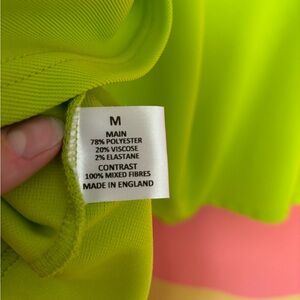 M
MAIN
78% POLYESTER
20% VISCOSE
2% ELASTANE
CONTRAST
100% MIXED FIBRES
MADE IN ENGLAND